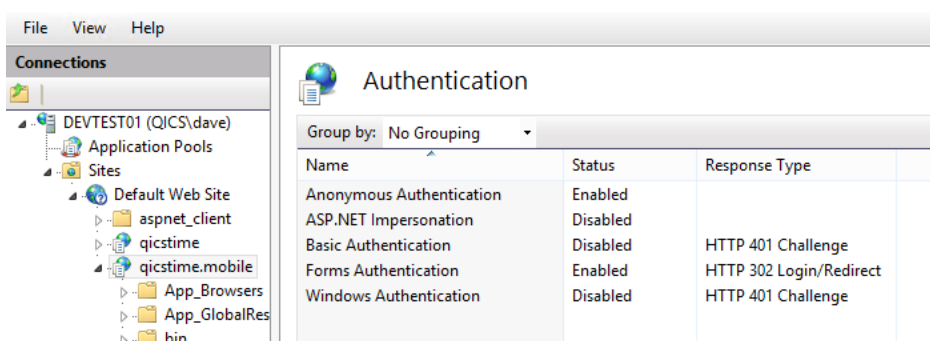 File View Help
Connections
DEVTEST01 (QICS\dave)
Application Pools
Sites
Default Web Site
aspnet_client
qicstime
qicstime.mobile
App_Browsers
App_GlobalRes
bin
Authentication
Group by: No Grouping
Name Status Response Type
Anonymous Authentication Enabled
ASP.NET Impersonation Disabled
Basic Authentication Disabled HTTP 401 Challenge
Forms Authentication Enabled HTTP 302 Login/Redirect
Windows Authentication Disabled HTTP 401 Challenge